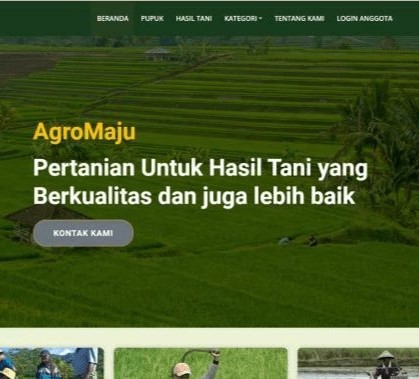 BERANDA PUPUK HASIL TANI KATEGORI TENTANG KAMI LOGIN ANGGOTA
AgroMaju
Pertanian Untuk Hasil Tani yang
Berkualitas dan juga lebih baik
KONTAK KAMI